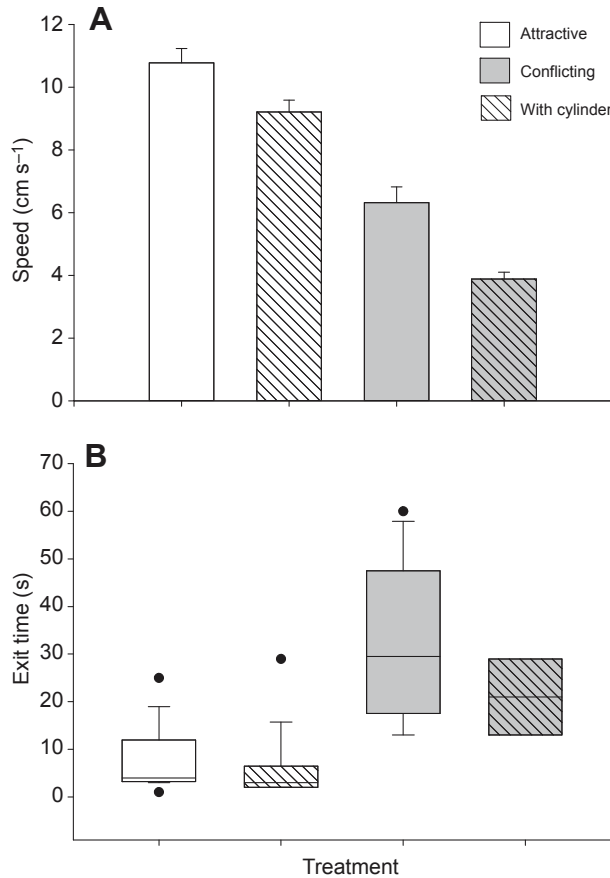 A
12
10
8
6
4
2
0
Speed (cm s⁻¹)
Attractive
Conflicting
With cylinder
B
70
60
50
40
30
20
10
0
Exit time (s)
Treatment